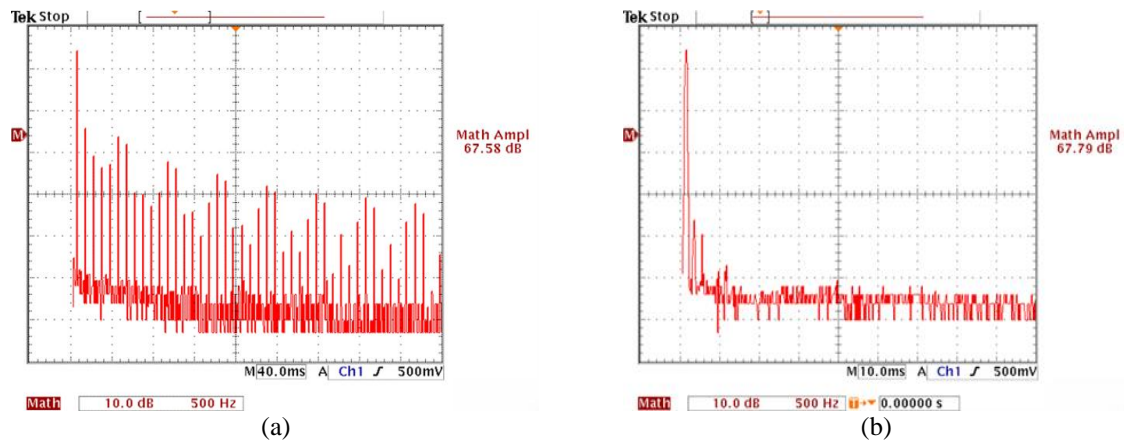 Tek Stop
M
Math Ampl
67.58 dB
M 40.0ms A Ch1 ʃ 500mV
Math 10.0 dB 500 Hz
(a)
Tek Stop
M
Math Ampl
67.79 dB
M 10.0ms A Ch1 ʃ 500mV
Math 10.0 dB 500 Hz T→▼ 0.00000 s
(b)